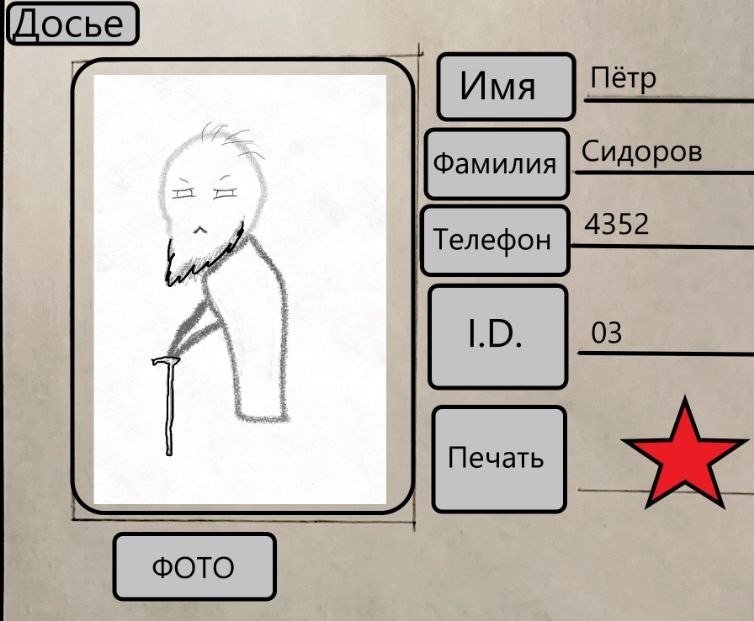 Досье
Имя Пётр
Фамилия Сидоров
Телефон 4352
I.D. 03
Печать
ФОТО